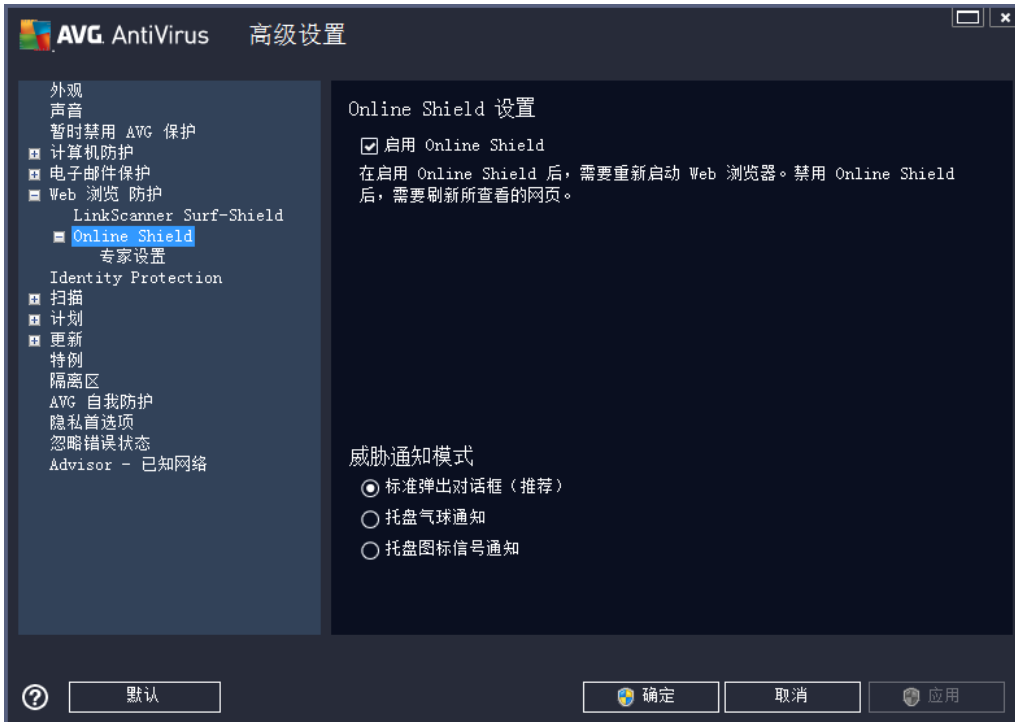 AVG. AntiVirus 高级设置
外观
声音
暂时禁用 AVG 保护
计算机防护
电子邮件保护
Web 浏览 防护
LinkScanner Surf-Shield
Online Shield
专家设置
Identity Protection
扫描
计划
更新
特例
隔离区
AVG 自我防护
隐私首选项
忽略错误状态
Advisor - 已知网络
Online Shield 设置
启用 Online Shield
在启用 Online Shield 后，需要重新启动 Web 浏览器。禁用 Online Shield
后，需要刷新所查看的网页。
威胁通知模式
标准弹出对话框（推荐）
托盘气球通知
托盘图标信号通知
默认
确定
取消
应用